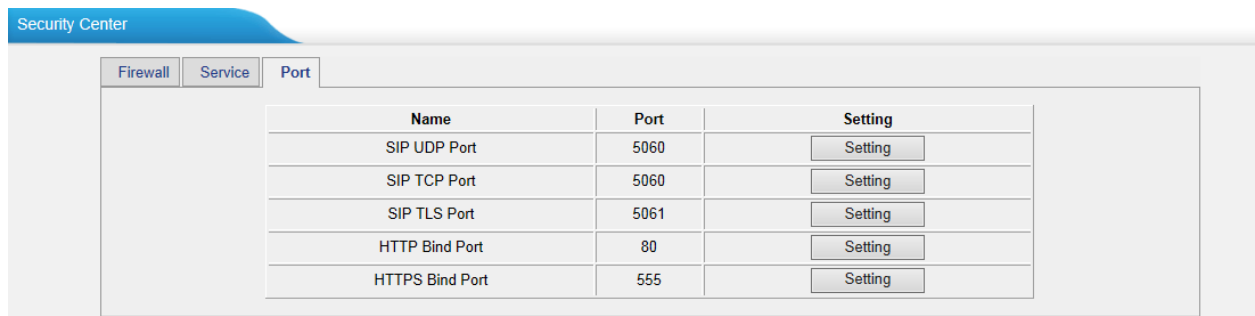 Security Center
Firewall Service Port
Name Port Setting
SIP UDP Port 5060 Setting
SIP TCP Port 5060 Setting
SIP TLS Port 5061 Setting
HTTP Bind Port 80 Setting
HTTPS Bind Port 555 Setting